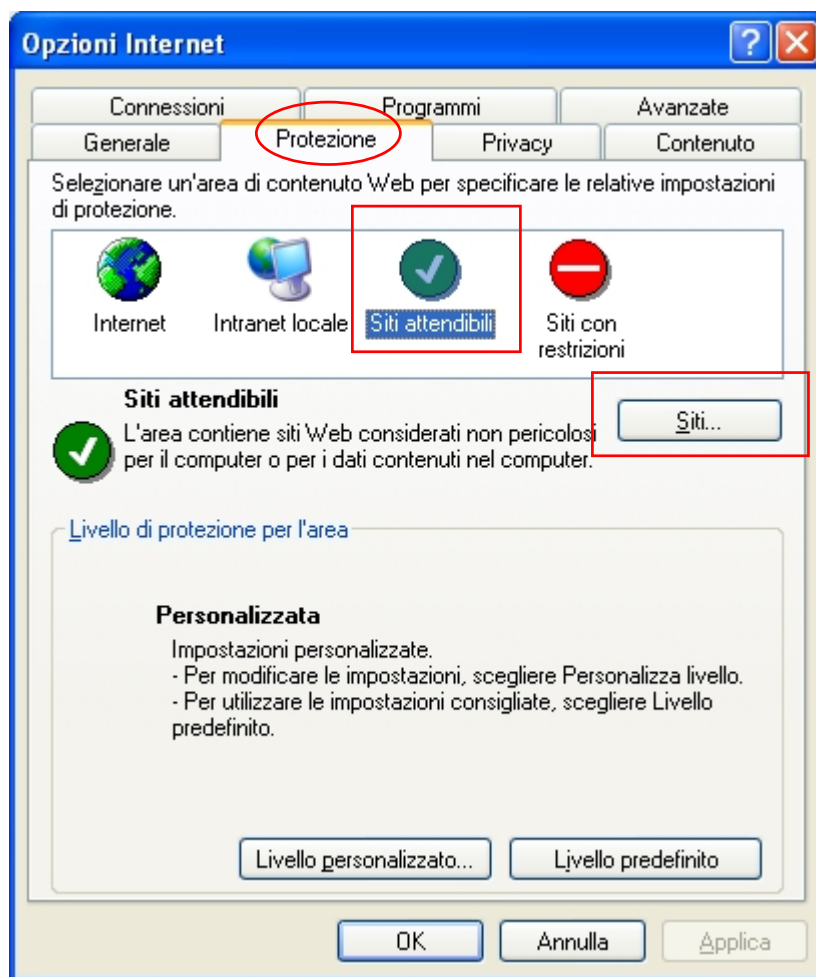 Opzioni Internet
Connessioni
Programmi
Avanzate
Generale
Protezione
Privacy
Contenuto
Selezionare un'area di contenuto Web per specificare le relative impostazioni
di protezione.
Internet
Intranet locale
Siti attendibili
Siti con
restrizioni
Siti attendibili
L'area contiene siti Web considerati non pericolosi
per il computer o per i dati contenuti nel computer.
Siti...
Livello di protezione per l'area
Personalizzata
Impostazioni personalizzate.
- Per modificare le impostazioni, scegliere Personalizza livello.
- Per utilizzare le impostazioni consigliate, scegliere Livello
predefinito.
Livello personalizzato...
Livello predefinito
OK
Annulla
Applica